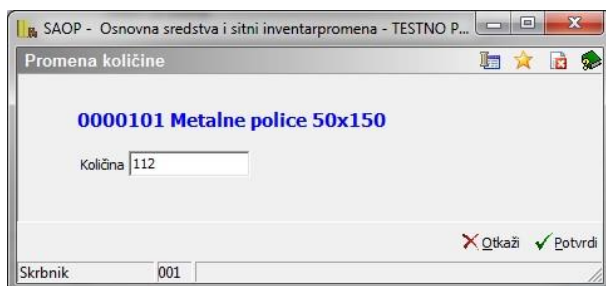 SAOP - Osnovna sredstva i sitni inventarpromena - TESTNO P...
Promena količine
0000101 Metalne police 50x150
Količina 112
Otkaži Potvrdi
Skrbnik 001